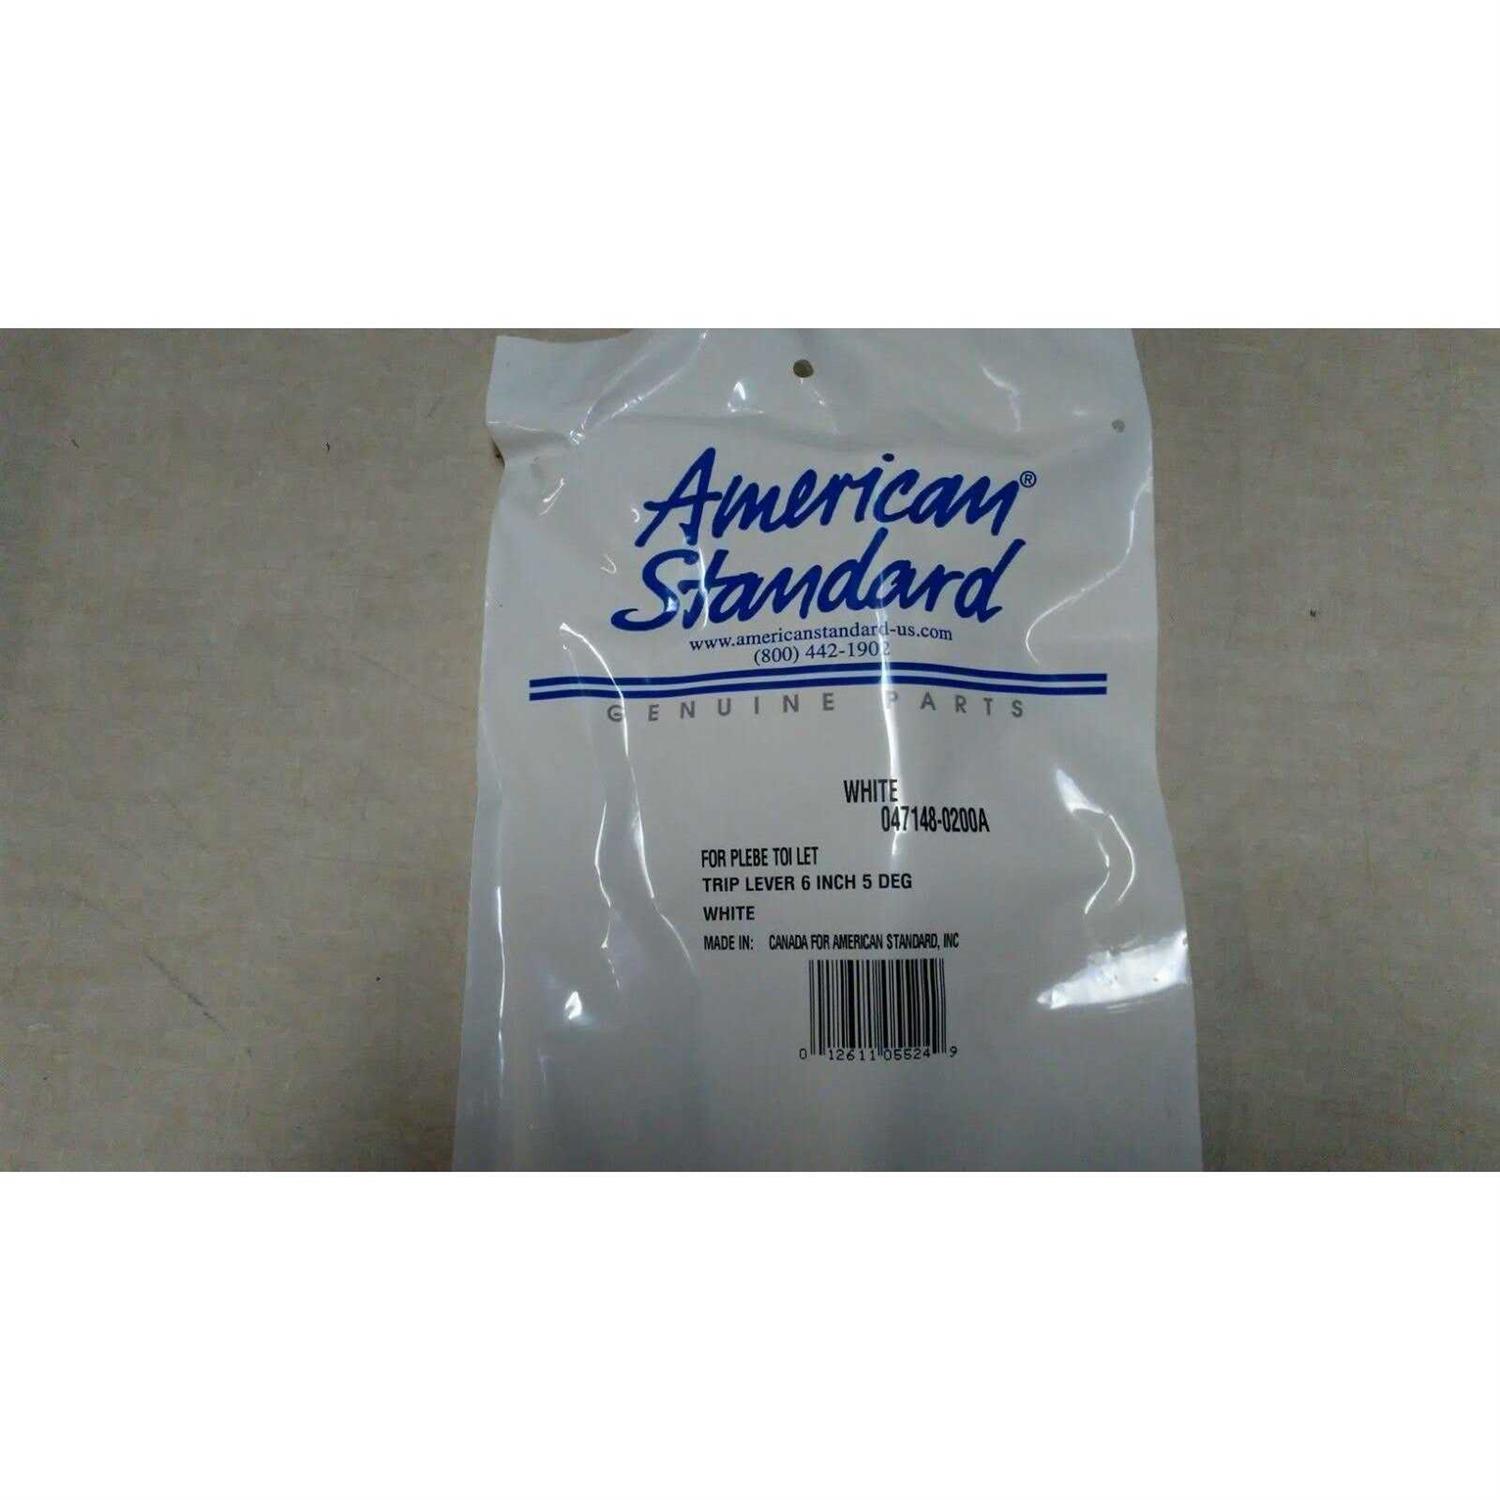 American®
Standard
www.americanstandard-us.com
(800) 442-1902
GENUINE PARTS
WHITE
047148-0200A
FOR PLEBE TOI LET
TRIP LEVER 6 INCH 5 DEG
WHITE
MADE IN: CANADA FOR AMERICAN STANDARD, INC
0 12611 05524 9